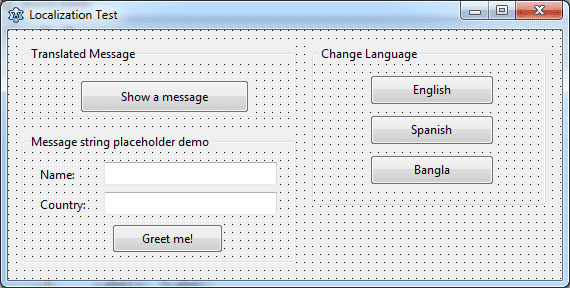 Localization Test
Translated Message
Show a message
Message string placeholder demo
Name:
Country:
Greet me!
Change Language
English
Spanish
Bangla